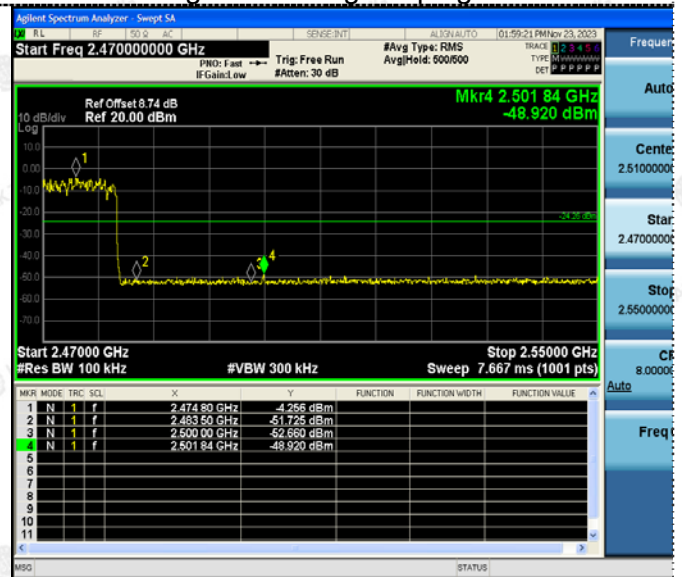 Agilent Spectrum Analyzer - Swept SA
RL RF 50 Ω AC SENSE:INT ALIGN AUTO 01:59:21 PM Nov 23, 2023
Start Freq 2.470000000 GHz
PNO: Fast
IFGain:Low
Trig: Free Run
#Atten: 30 dB
#Avg Type: RMS
Avg|Hold: 500/500
TRACE 1 2 3 4 5 6
TYPE M WWWWW
DET P P P P P P
Ref Offset 8.74 dB
10 dB/div Ref 20.00 dBm
Log
Mkr4 2.501 84 GHz
-48.920 dBm
10.0
0.00
-10.0
-20.0
-30.0
-40.0
-50.0
-60.0
-70.0
1
2
3
4
-24.26 dBm
Start 2.47000 GHz Stop 2.55000 GHz
#Res BW 100 kHz #VBW 300 kHz Sweep 7.667 ms (1001 pts)
MKR MODE TRC SCL X Y FUNCTION FUNCTION WIDTH FUNCTION VALUE
1 N 1 f 2.474 80 GHz -4.256 dBm
2 N 1 f 2.483 50 GHz -51.725 dBm
3 N 1 f 2.500 00 GHz -52.660 dBm
4 N 1 f 2.501 84 GHz -48.920 dBm
5
6
7
8
9
10
11
MSG STATUS
Frequen
Auto
Cente
2.51000000
Star
2.47000000
Stop
2.55000000
CF
8.00000
Auto
Freq